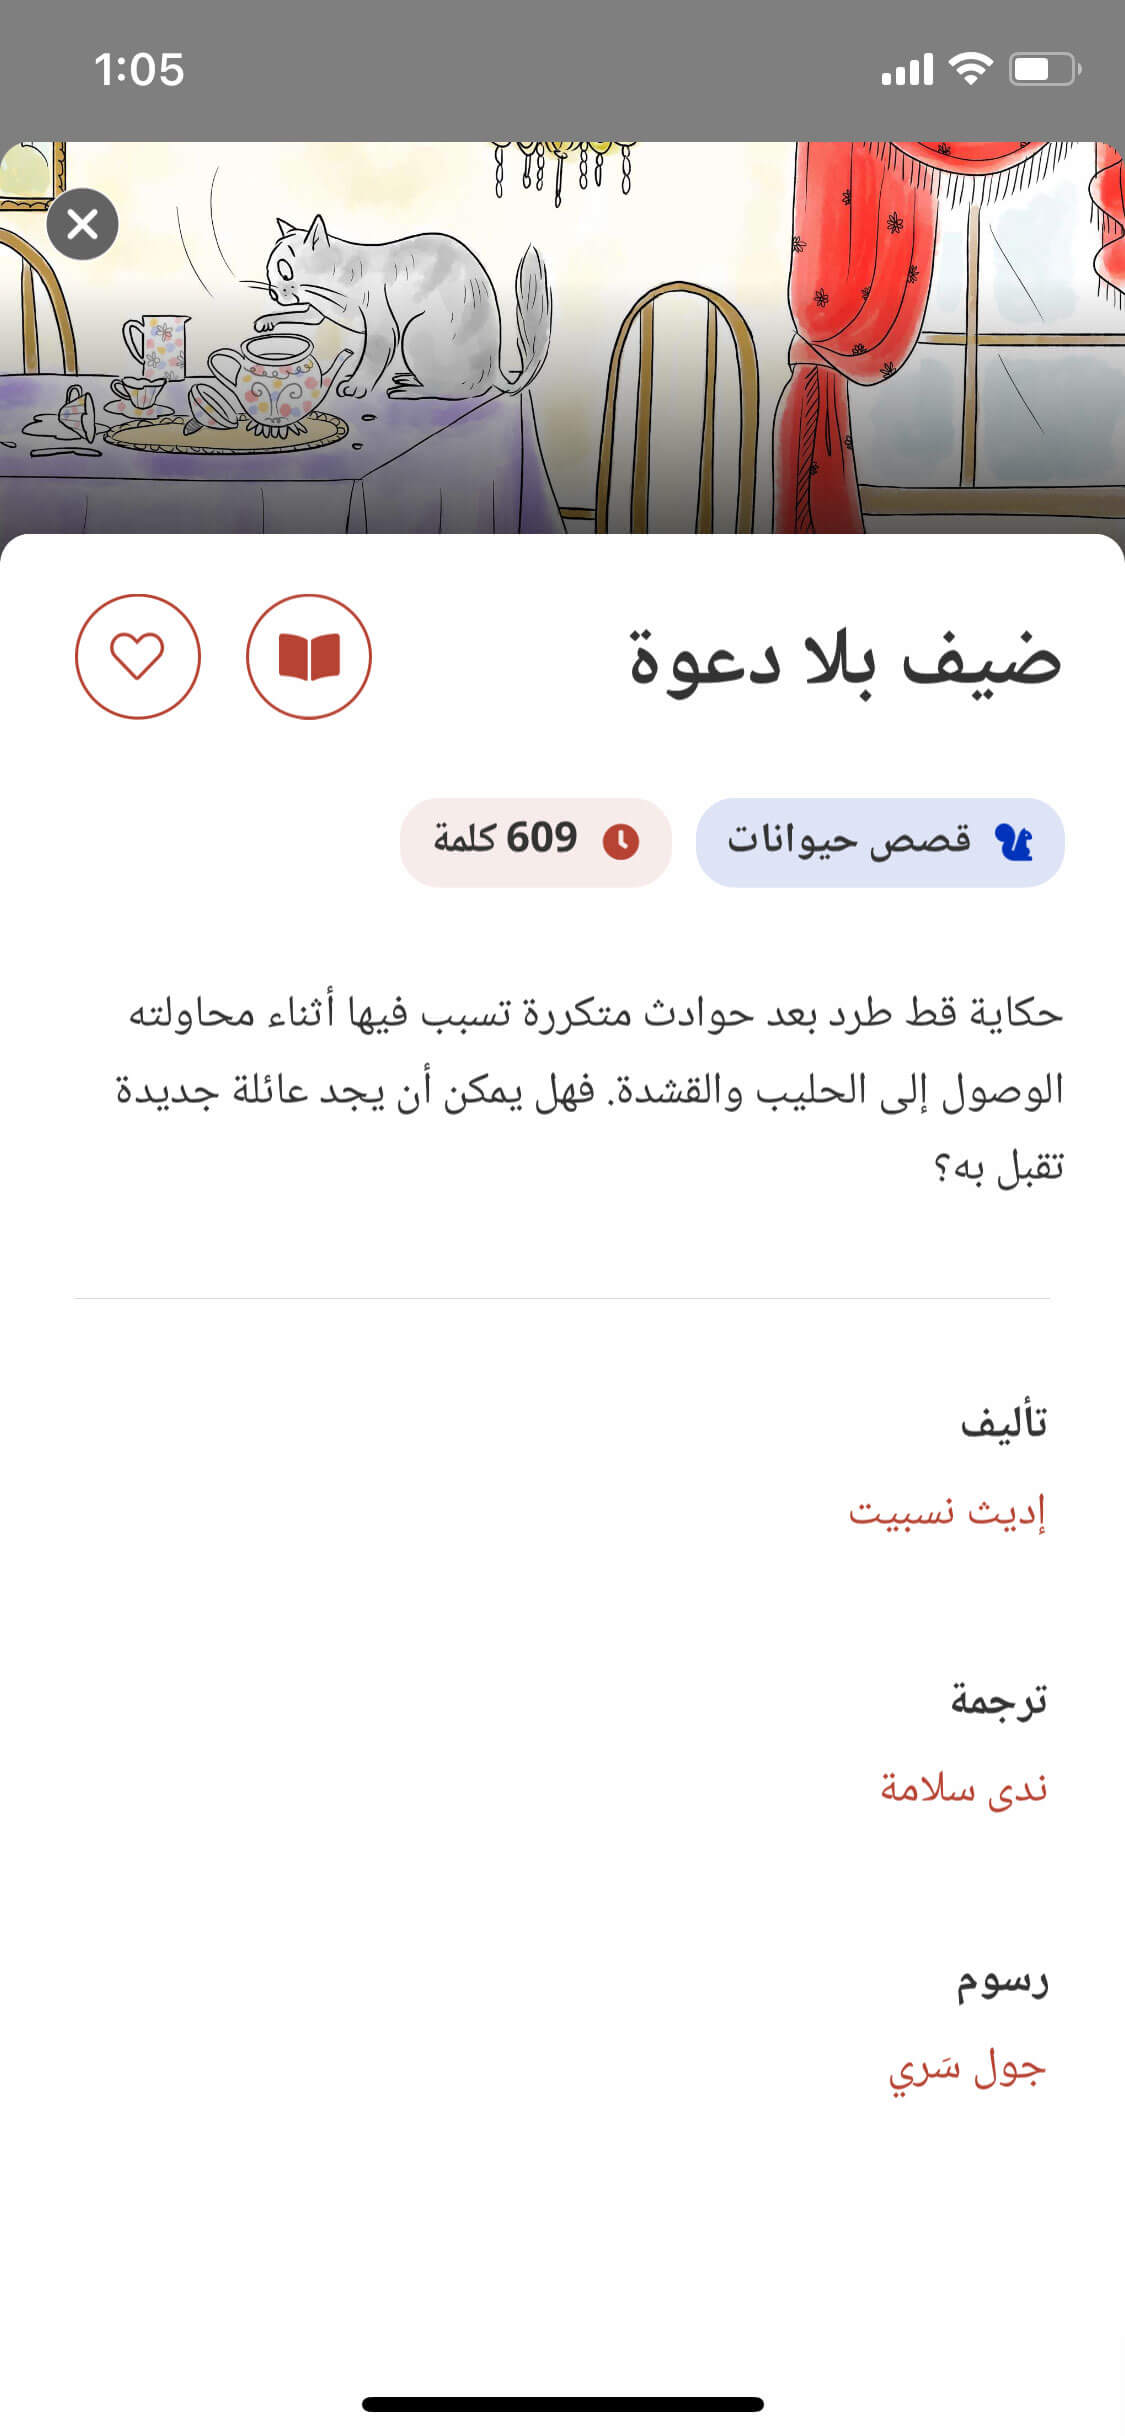 1:05
ضيف بلا دعوة
قصص حيوانات
609 كلمة
حكاية قط طرد بعد حوادث متكررة تسبب فيها أثناء محاولته
الوصول إلى الحليب والقشدة. فهل يمكن أن يجد عائلة جديدة
تقبل به؟
تأليف
إديث نسبيت
ترجمة
ندى سلامة
رسوم
جول سَري